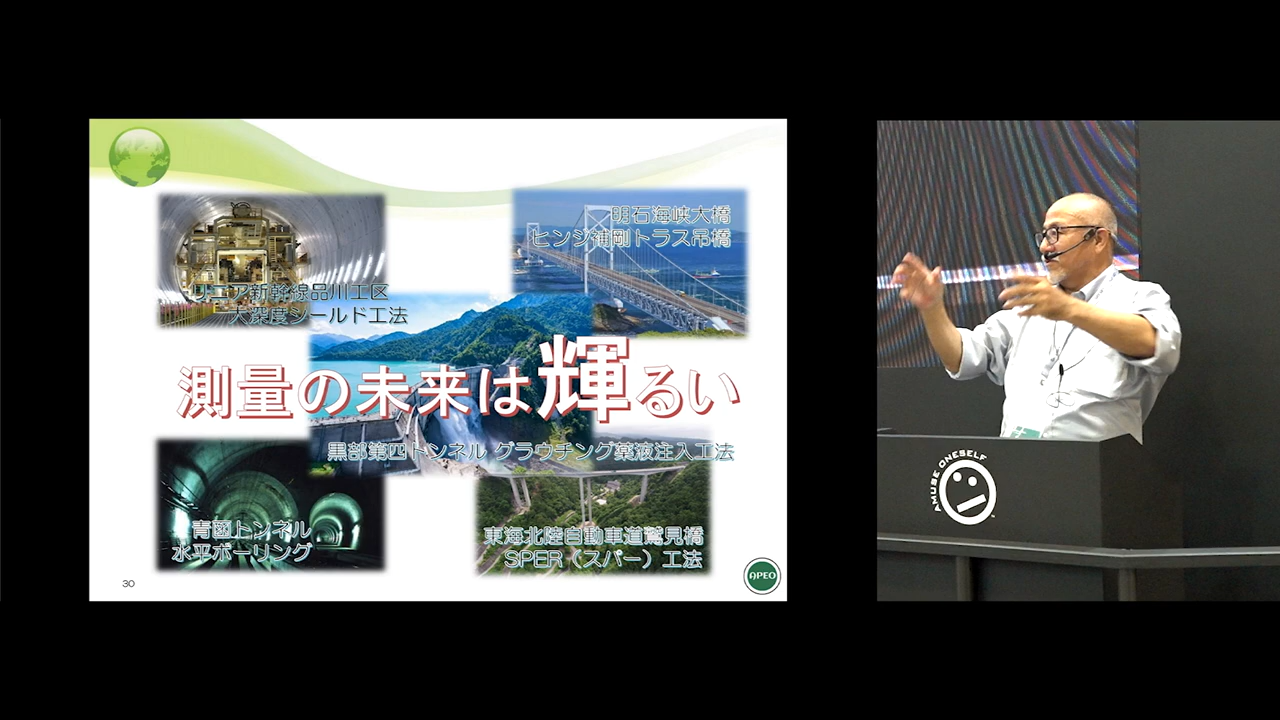 明石海峡大橋
ヒンジ補剛トラス吊橋
リニア新幹線品川工区
大深度シールド工法
測量の未来は輝るい
黒部第四トンネル グラウチング薬液注入工法
青函トンネル
水平ボーリング
東海北陸自動車道鷲見橋
SPER（スパー）工法
30
APEO
AMUSE ONESELF